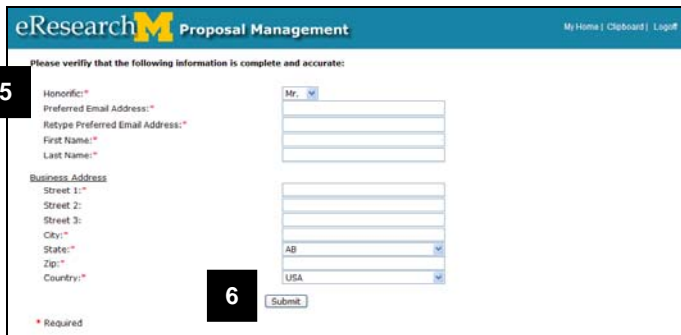 eResearch M Proposal Management
My Home | Clipboard | Logoff
Please verifiy that the following information is complete and accurate:
5
Honorific:* Mr.
Preferred Email Address:*
Retype Preferred Email Address:*
First Name:*
Last Name:*
Business Address
Street 1:*
Street 2:
Street 3:
City:*
State:* AB
Zip:*
Country:* USA
6 Submit
* Required